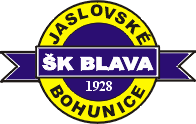 JASLOVSKÉ
ŠK BLAVA
1928
BOHUNICE